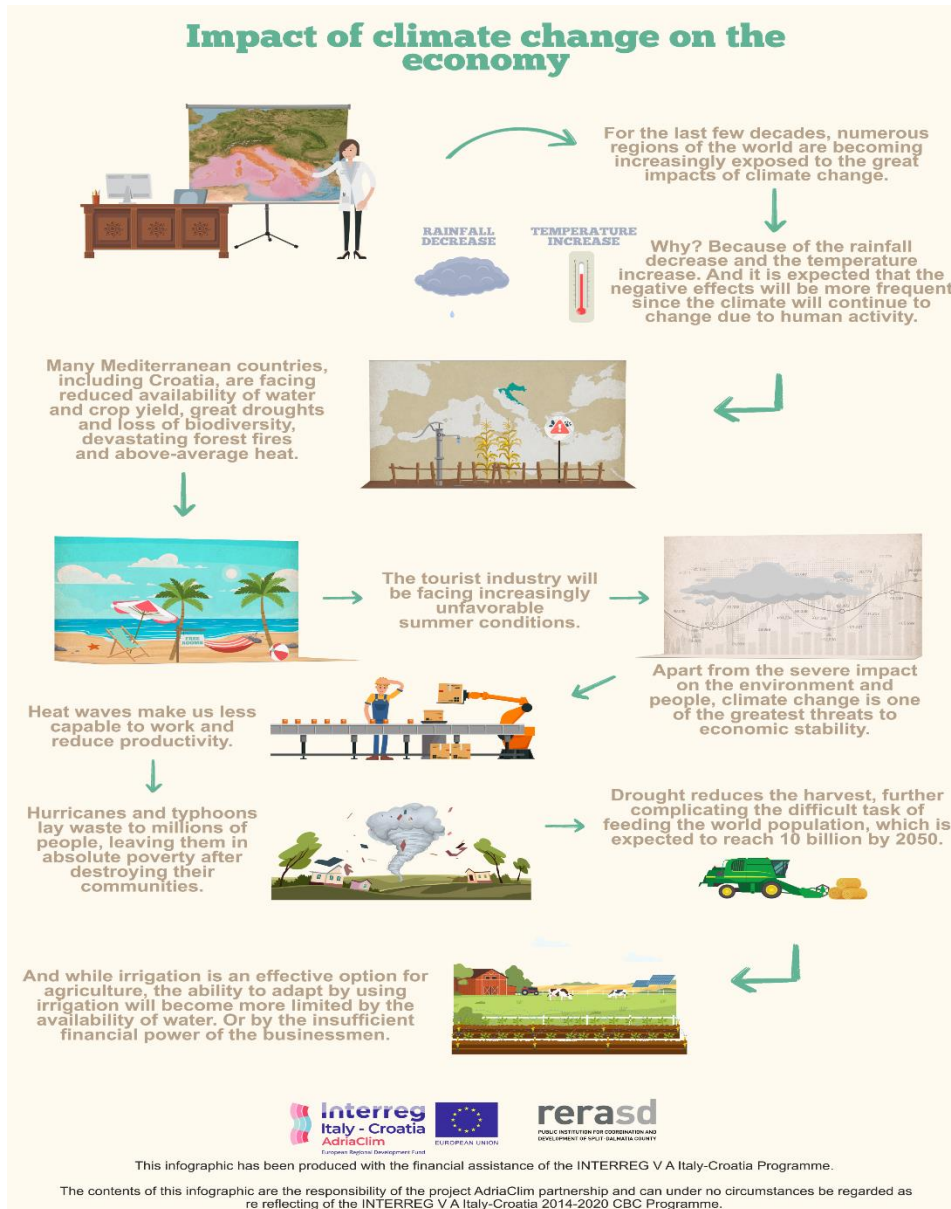 Impact of climate change on the
economy
For the last few decades, numerous
regions of the world are becoming
increasingly exposed to the great
impacts of climate change.
RAINFALL
DECREASE
TEMPERATURE
INCREASE
Why? Because of the rainfall
decrease and the temperature
increase. And it is expected that the
negative effects will be more frequent
since the climate will continue to
change due to human activity.
Many Mediterranean countries,
including Croatia, are facing
reduced availability of water
and crop yield, great droughts
and loss of biodiversity,
devastating forest fires
and above-average heat.
FREE
ROOMS
The tourist industry will
be facing increasingly
unfavorable
summer conditions.
Apart from the severe impact
on the environment and
people, climate change is one
of the greatest threats to
economic stability.
Heat waves make us less
capable to work and
reduce productivity.
Hurricanes and typhoons
lay waste to millions of
people, leaving them in
absolute poverty after
destroying their
communities.
Drought reduces the harvest, further
complicating the difficult task of
feeding the world population, which is
expected to reach 10 billion by 2050.
And while irrigation is an effective option for
agriculture, the ability to adapt by using
irrigation will become more limited by the
availability of water. Or by the insufficient
financial power of the businessmen.
Interreg
Italy - Croatia
AdriaClim
European Regional Development Fund
EUROPEAN UNION
rerasd
PUBLIC INSTITUTION FOR COORDINATION AND
DEVELOPMENT OF SPLIT-DALMATIA COUNTY
This infographic has been produced with the financial assistance of the INTERREG V A Italy-Croatia Programme.
The contents of this infographic are the responsibility of the project AdriaClim partnership and can under no circumstances be regarded as
re reflecting of the INTERREG V A Italy-Croatia 2014-2020 CBC Programme.